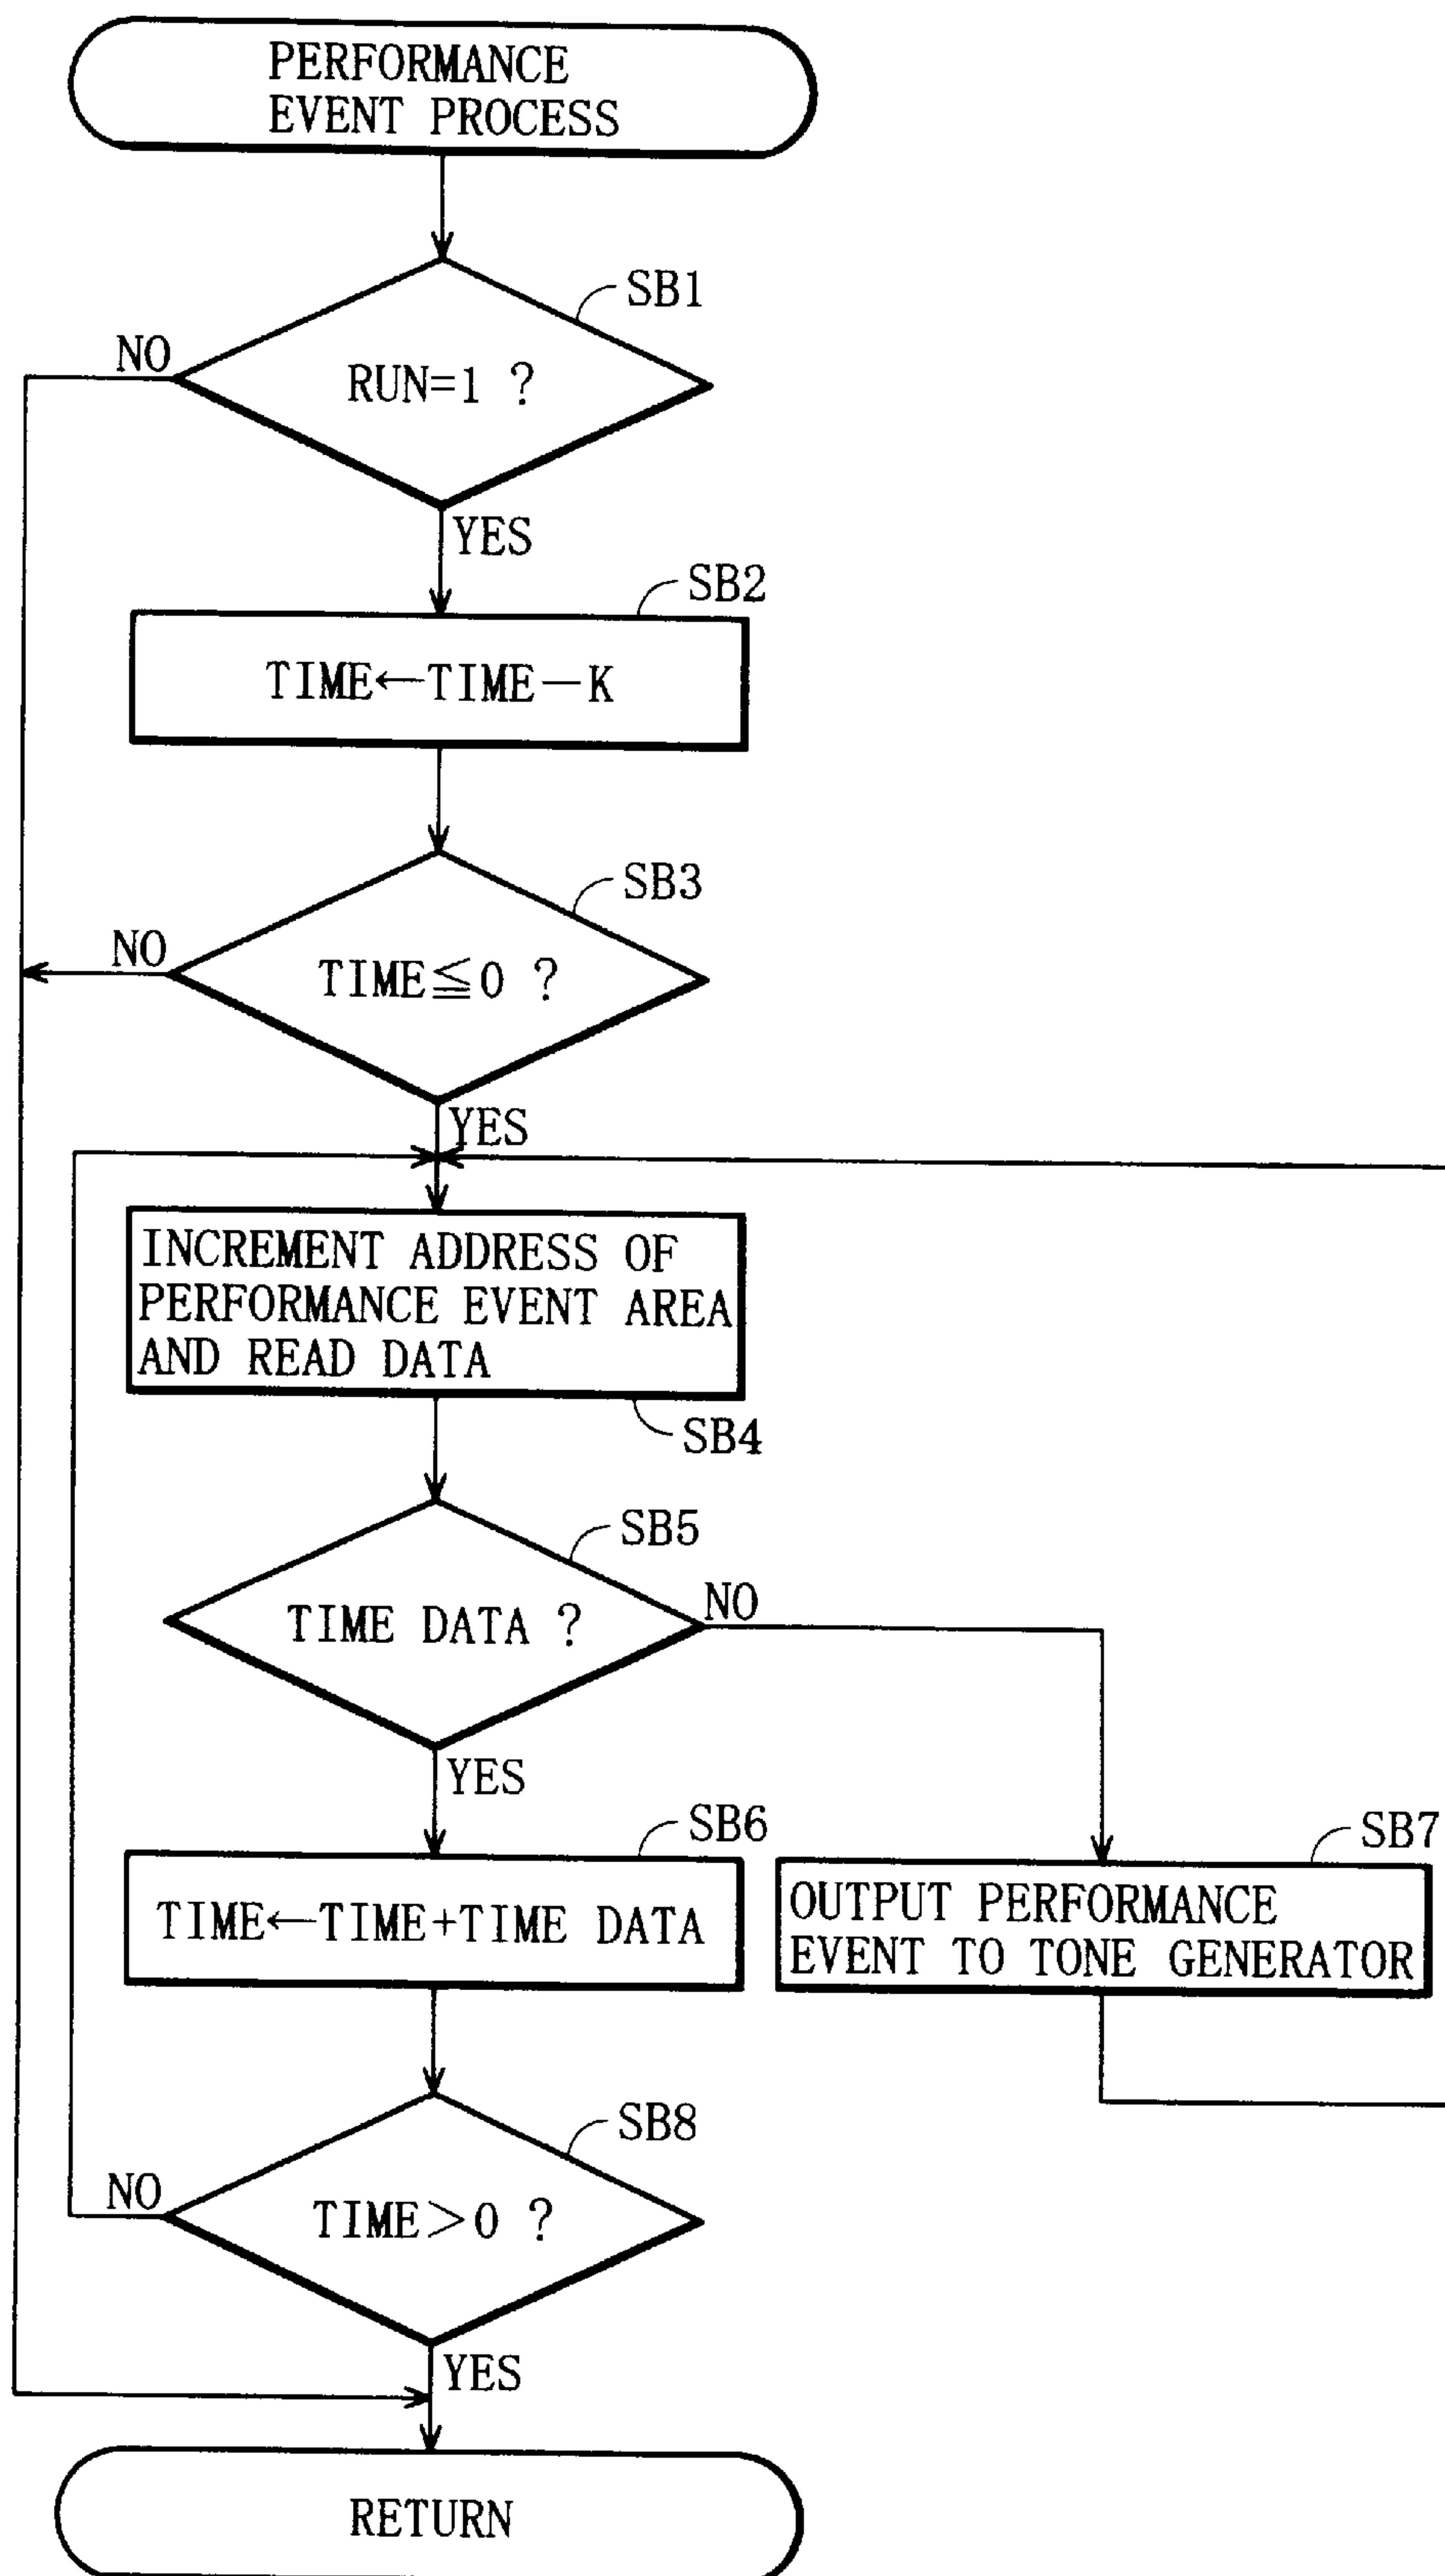 PERFORMANCE
EVENT PROCESS
SB1
NO
RUN=1 ?
YES
SB2
TIME←TIME−K
SB3
NO
TIME≦0 ?
YES
INCREMENT ADDRESS OF
PERFORMANCE EVENT AREA
AND READ DATA
SB4
SB5
TIME DATA ?
NO
YES
SB6
TIME←TIME+TIME DATA
SB7
OUTPUT PERFORMANCE
EVENT TO TONE GENERATOR
SB8
NO
TIME>0 ?
YES
RETURN